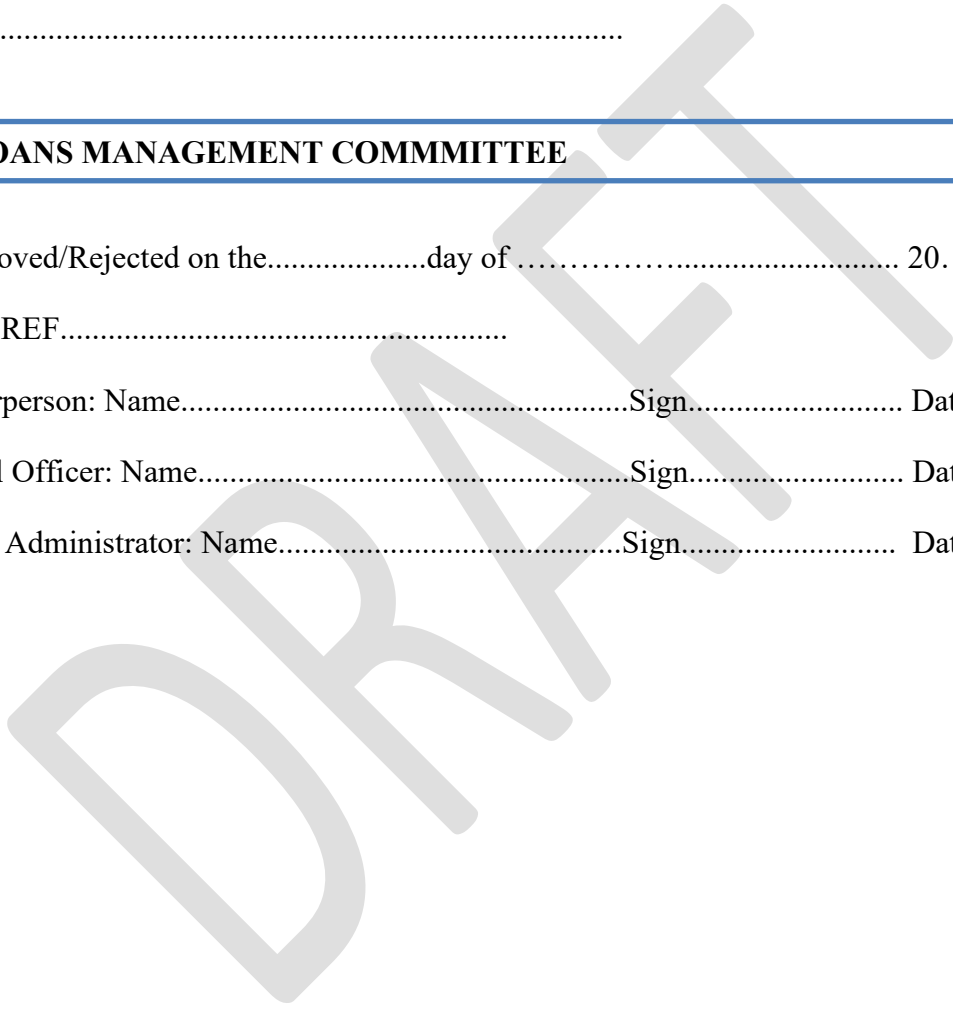 .............................................................................
OANS MANAGEMENT COMMMITTEE
oved/Rejected on the....................day of ……………............................ 20.
REF........................................................
rperson: Name........................................................Sign........................... Dat
l Officer: Name......................................................Sign........................... Dat
Administrator: Name...........................................Sign........................... Dat
DRAFT